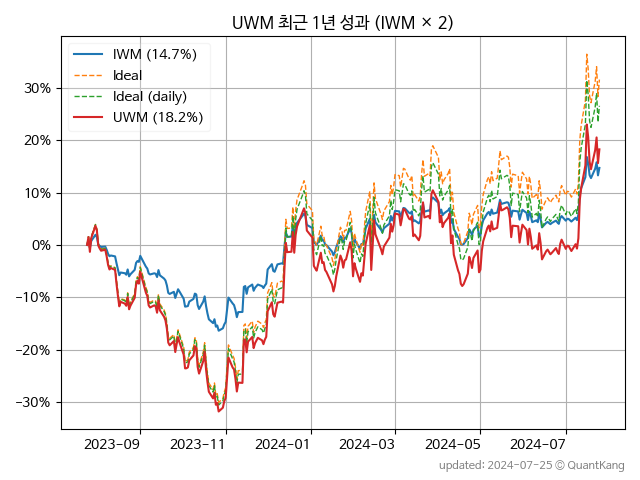 UWM 최근 1년 성과 (IWM × 2)
IWM (14.7%)
Ideal
Ideal (daily)
UWM (18.2%)
30%
20%
10%
0%
−10%
−20%
−30%
2023−09
2023−11
2024−01
2024−03
2024−05
2024−07
updated: 2024-07-25 ⓒ QuantKang